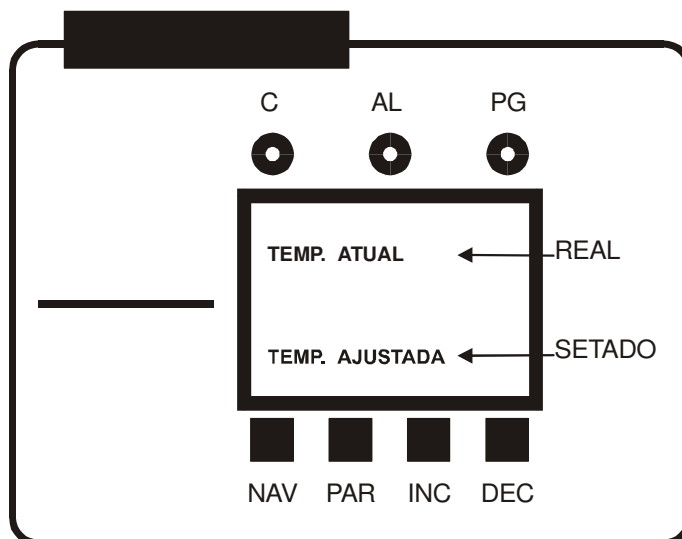 C AL PG
TEMP. ATUAL REAL
TEMP. AJUSTADA SETADO
NAV PAR INC DEC